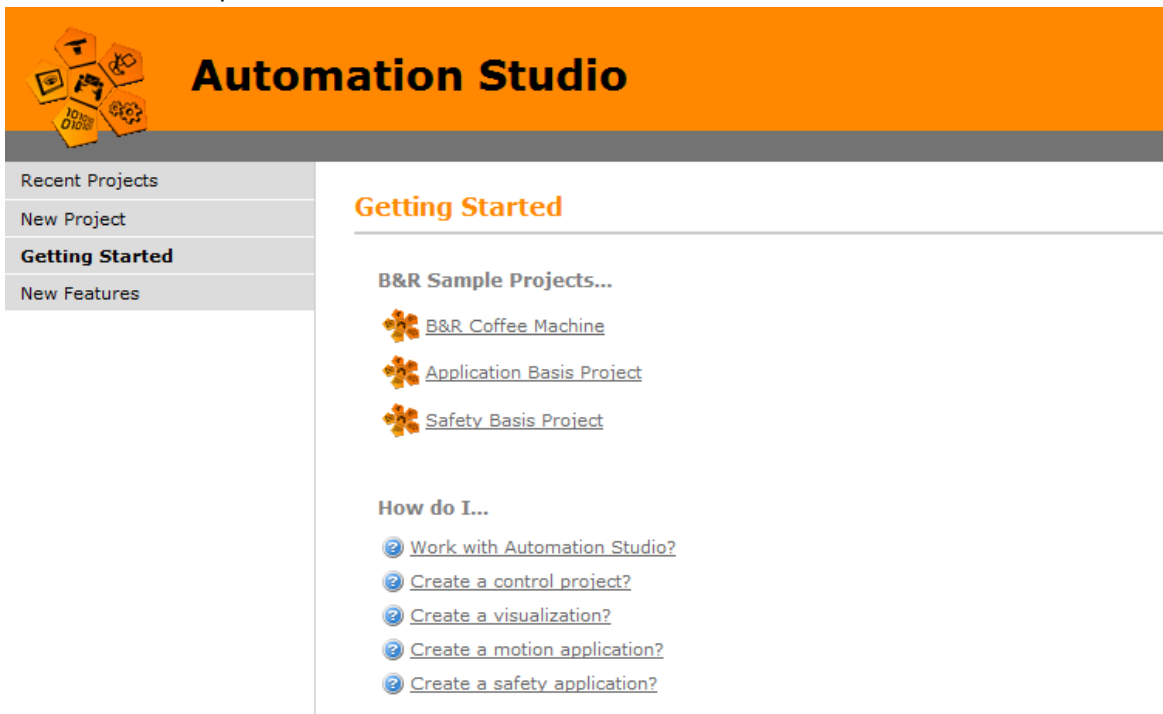 Automation Studio
Recent Projects
New Project
Getting Started
New Features
Getting Started
B&R Sample Projects...
B&R Coffee Machine
Application Basis Project
Safety Basis Project
How do I...
Work with Automation Studio?
Create a control project?
Create a visualization?
Create a motion application?
Create a safety application?